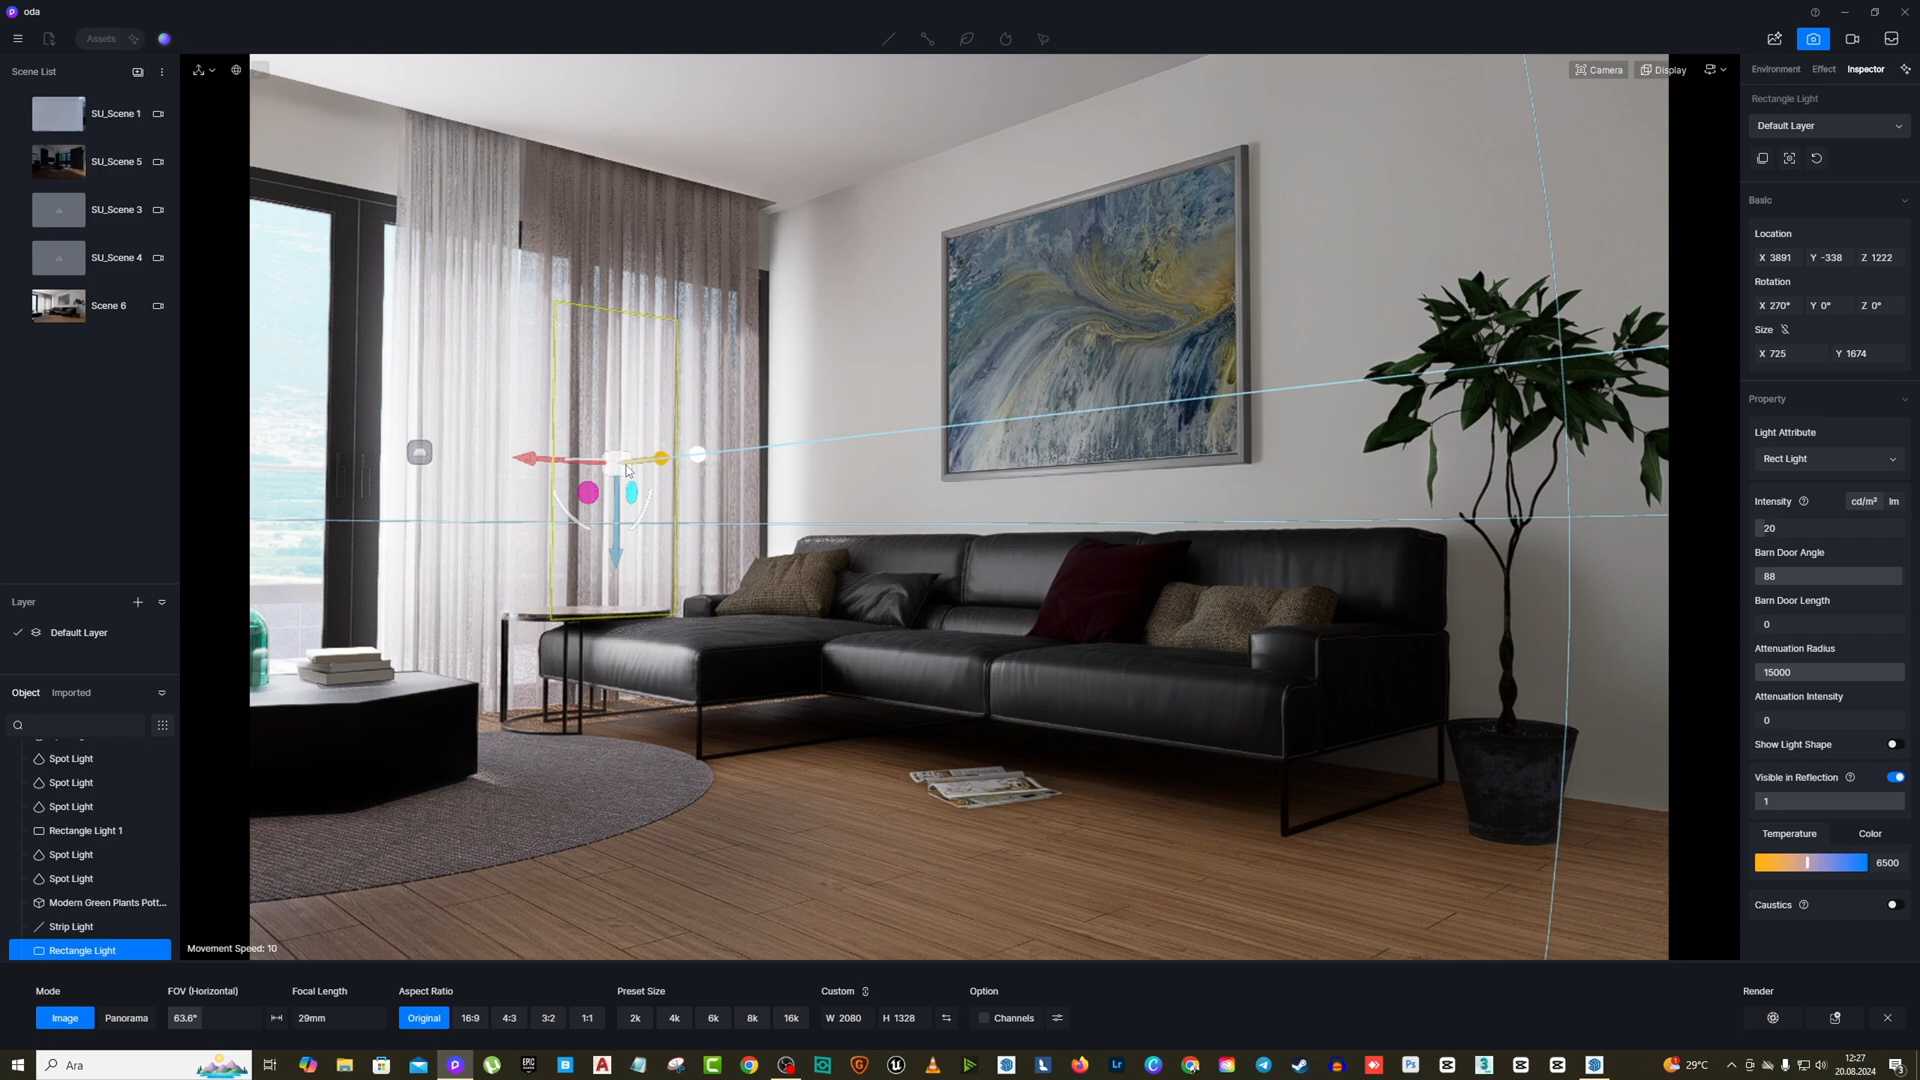 oda
Assets
Scene List
SU_Scene 1
SU_Scene 5
SU_Scene 3
SU_Scene 4
Scene 6
Camera
Display
Environment
Effect
Inspector
Rectangle Light
Default Layer
Basic
Location
X 3891
Y -338
Z 1222
Rotation
X 270°
Y 0°
Z 0°
Size
X 725
Y 1674
Property
Light Attribute
Rect Light
Intensity
cd/m²
lm
20
Barn Door Angle
88
Barn Door Length
0
Attenuation Radius
15000
Attenuation Intensity
0
Show Light Shape
Visible in Reflection
1
Temperature
Color
6500
Caustics
Layer
Default Layer
Object
Imported
Spot Light
Spot Light
Spot Light
Rectangle Light 1
Spot Light
Spot Light
Modern Green Plants Pott...
Strip Light
Rectangle Light
Movement Speed: 10
Mode
Image
Panorama
FOV (Horizontal)
63.6°
Focal Length
29mm
Aspect Ratio
Original
16:9
4:3
3:2
1:1
Preset Size
2k
4k
6k
8k
16k
Custom
W 2080
H 1328
Option
Channels
Render
Ara
29°C
12:27
20.08.2024